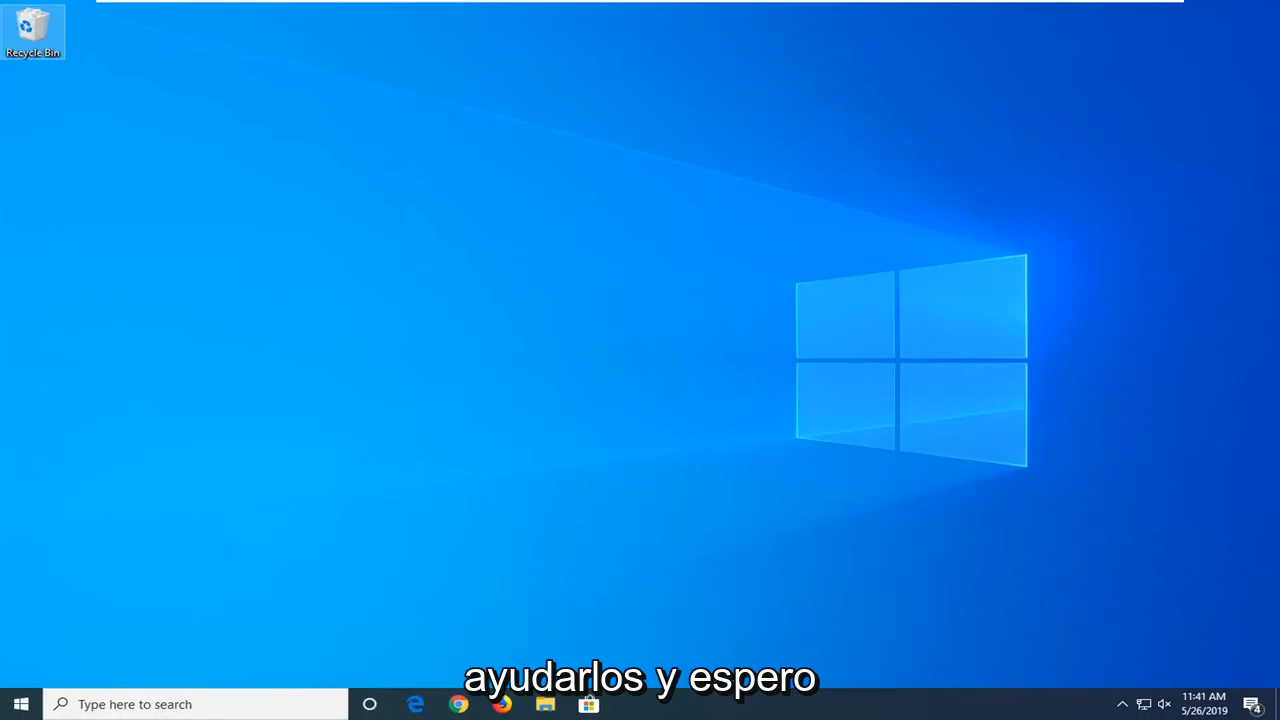 Recycle Bin
ayudarlos y espero
Type here to search
11:41 AM
5/26/2019
4